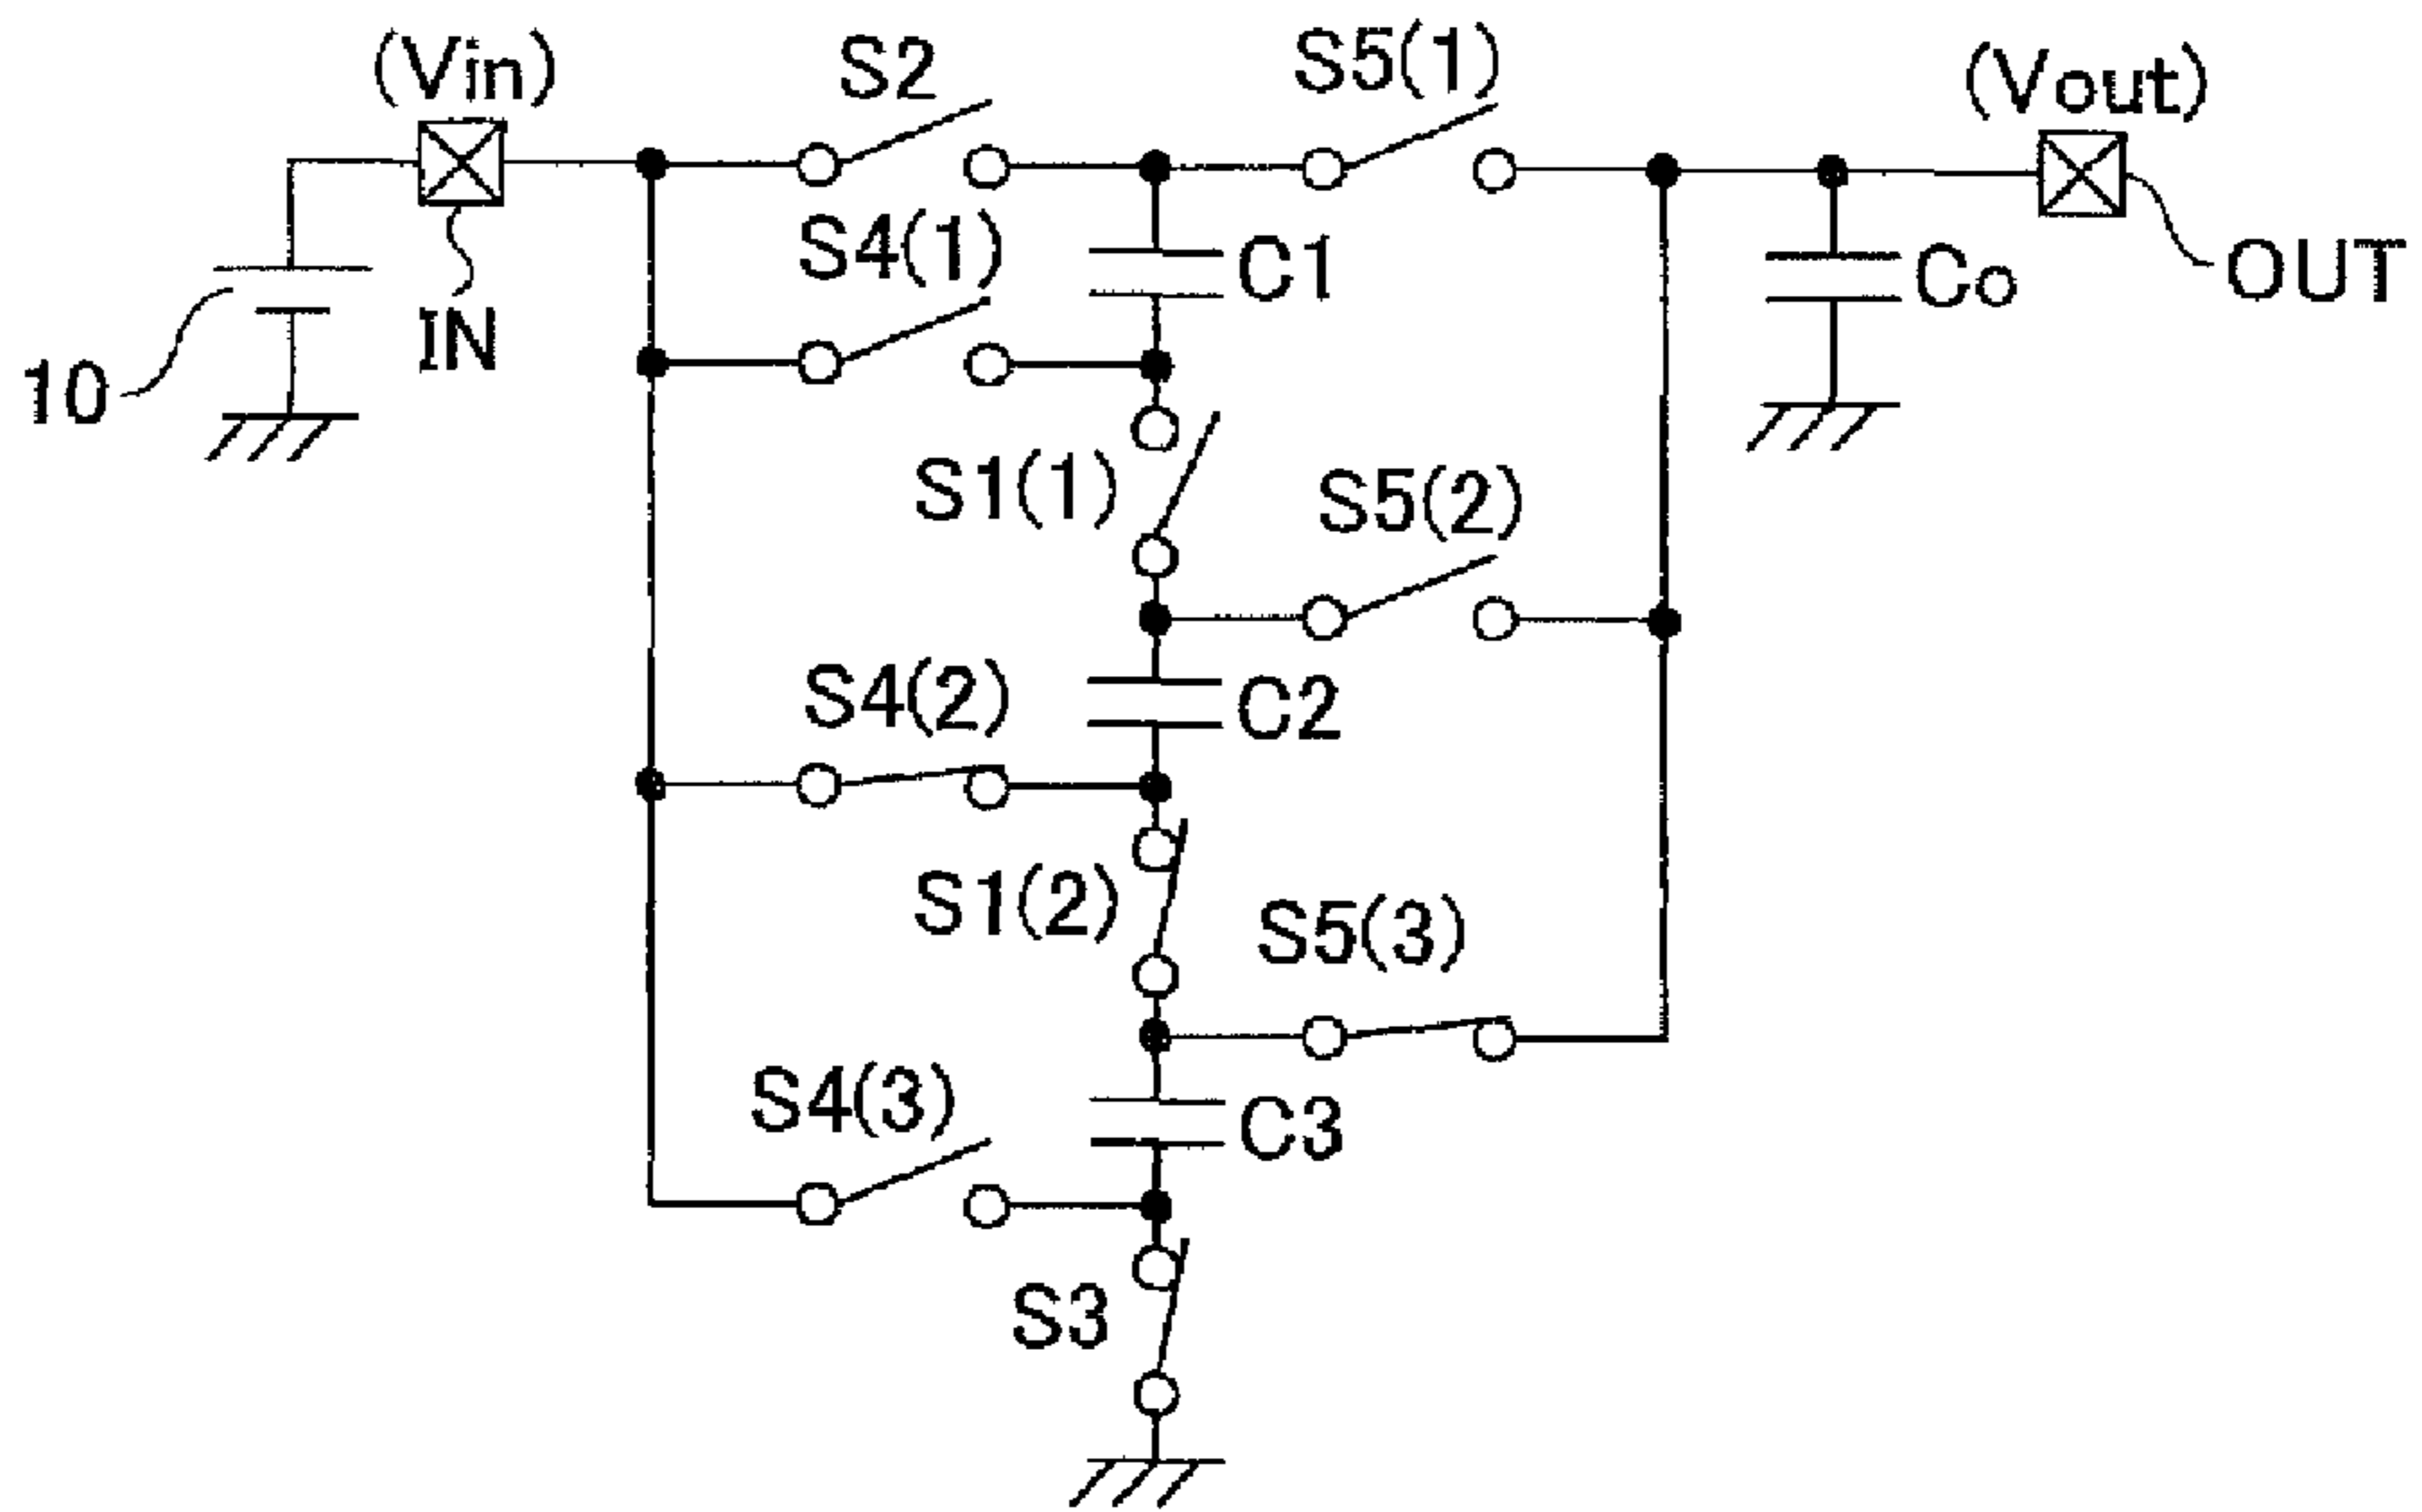 (Vin)
S2
S5(1)
(Vout)
S4(1)
C1
Co
OUT
IN
10
S1(1)
S5(2)
S4(2)
C2
S1(2)
S5(3)
S4(3)
C3
S3